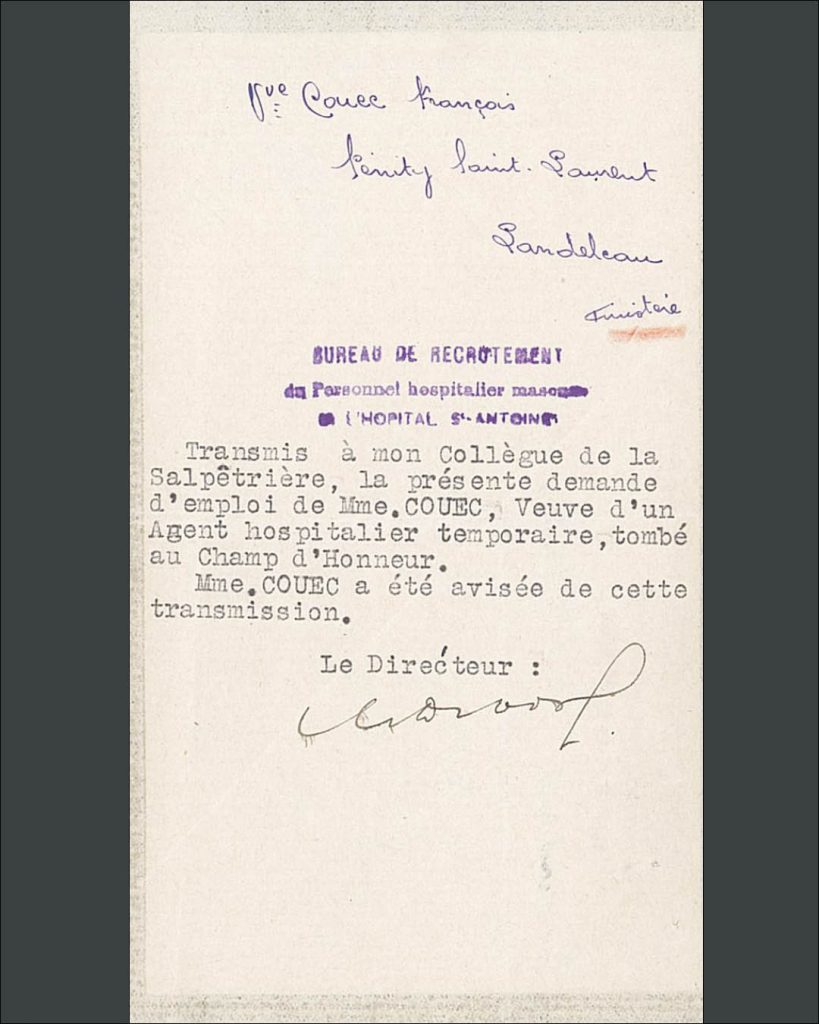 Vve Couec François
Pénity Saint-Laurent
Landeleau
Finistère
BUREAU DE RECRUTEMENT
du Personnel hospitalier
L'HOPITAL St-ANTOINE
Transmis à mon Collègue de la
Salpêtrière, la présente demande
d'emploi de Mme.COUEC, Veuve d'un
Agent hospitalier temporaire,tombé
au Champ d'Honneur.
Mme.COUEC a été avisée de cette
transmission.
Le Directeur :